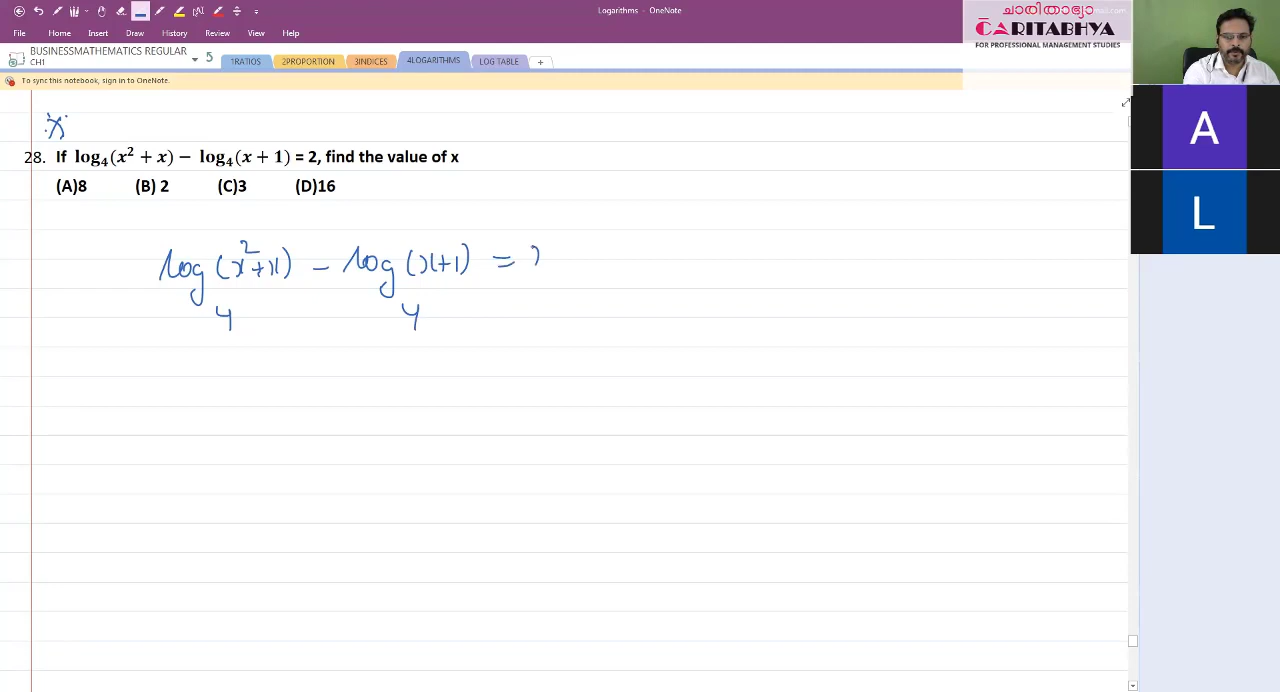 Logarithms - OneNote
File Home Insert Draw History Review View Help
ചാരിതാഭ്യാ mail.com
CARITABHYA
FOR PROFESSIONAL MANAGEMENT STUDIES
BUSINESSMATHEMATICS REGULAR
CH1
1RATIOS 2PROPORTION 3INDICES 4LOGARITHMS LOG TABLE +
To sync this notebook, sign in to OneNote.
28. If log₄(x² + x) − log₄(x + 1) = 2, find the value of x
(A)8 (B) 2 (C)3 (D)16
log₄(x²+x) − log₄(x+1) =
A
L